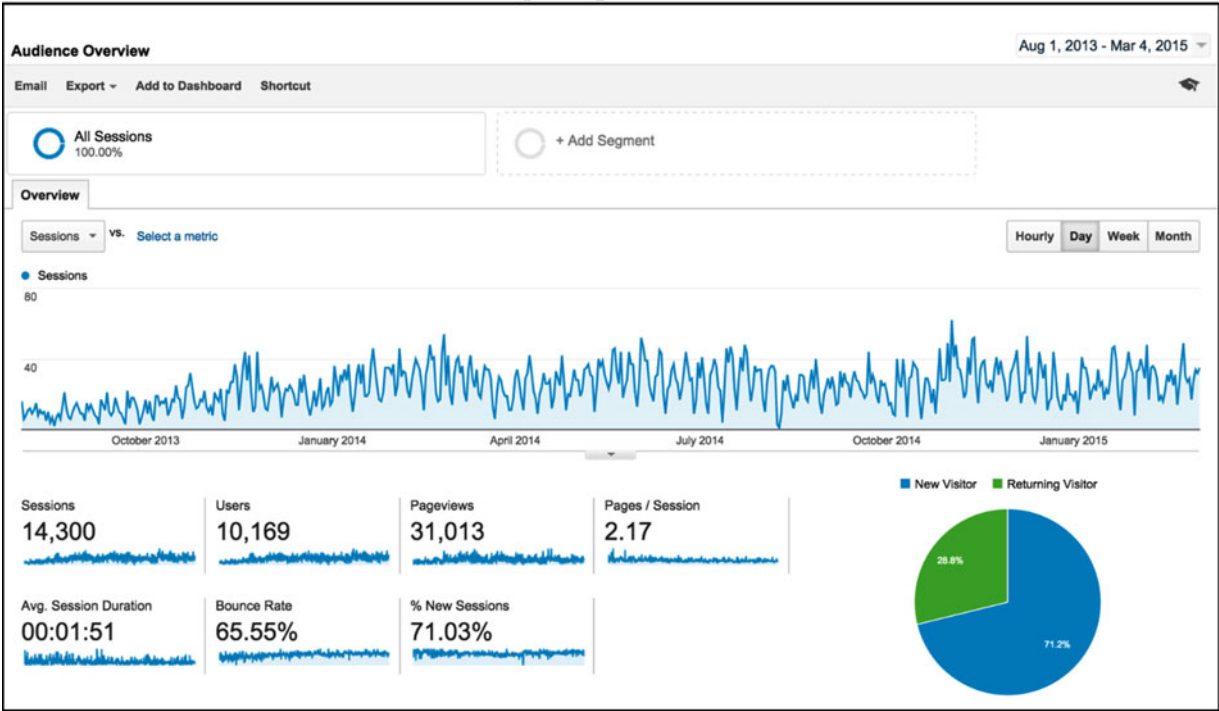 Audience Overview
Aug 1, 2013 - Mar 4, 2015
Email Export Add to Dashboard Shortcut
All Sessions
100.00%
+ Add Segment
Overview
Sessions vs. Select a metric
Hourly Day Week Month
Sessions
80
40
October 2013 January 2014 April 2014 July 2014 October 2014 January 2015
New Visitor Returning Visitor
Sessions
14,300
Users
10,169
Pageviews
31,013
Pages / Session
2.17
Avg. Session Duration
00:01:51
Bounce Rate
65.55%
% New Sessions
71.03%
28.8%
71.2%